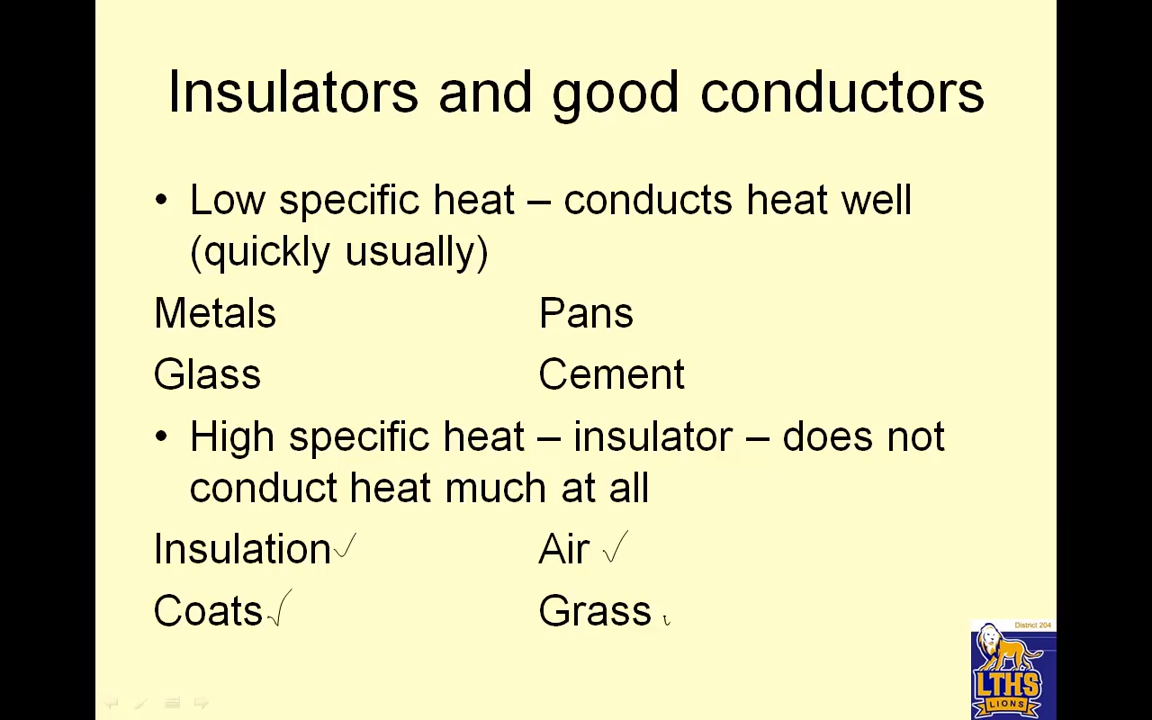 Insulators and good conductors
• Low specific heat – conducts heat well
(quickly usually)
Metals Pans
Glass Cement
• High specific heat – insulator – does not
conduct heat much at all
Insulation✓ Air ✓
Coats✓ Grass
District 204
LTHS
LIONS